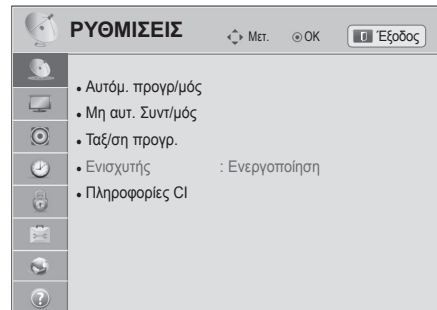 ΡΥΘΜΙΣΕΙΣ Μετ. OK Έξοδος
• Αυτόμ. προγρ/μός
• Μη αυτ. Συντ/μός
• Ταξ/ση προγρ.
• Ενισχυτής : Ενεργοποίηση
• Πληροφορίες CI